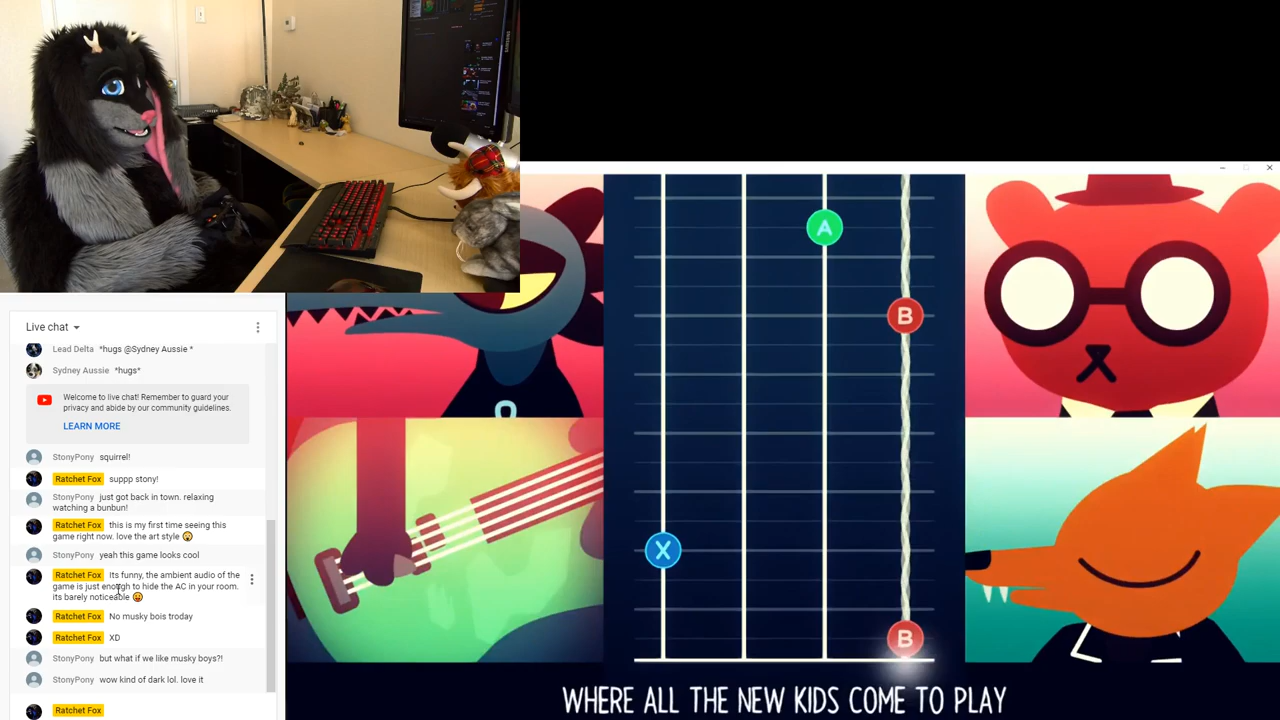 SAMSUNG
Live chat
Lead Delta *hugs @Sydney Aussie *
Sydney Aussie *hugs*
Welcome to live chat! Remember to guard your
privacy and abide by our community guidelines.
LEARN MORE
StonyPony squirrel!
Ratchet Fox suppp stony!
StonyPony just got back in town. relaxing
watching a bunbun!
Ratchet Fox this is my first time seeing this
game right now. love the art style
StonyPony yeah this game looks cool
Ratchet Fox Its funny, the ambient audio of the
game is just enough to hide the AC in your room.
Its barely noticeable
Ratchet Fox No musky bois troday
Ratchet Fox XD
StonyPony but what if we like musky boys?!
StonyPony wow kind of dark lol. love it
Ratchet Fox
A
B
X
B
WHERE ALL THE NEW KIDS COME TO PLAY